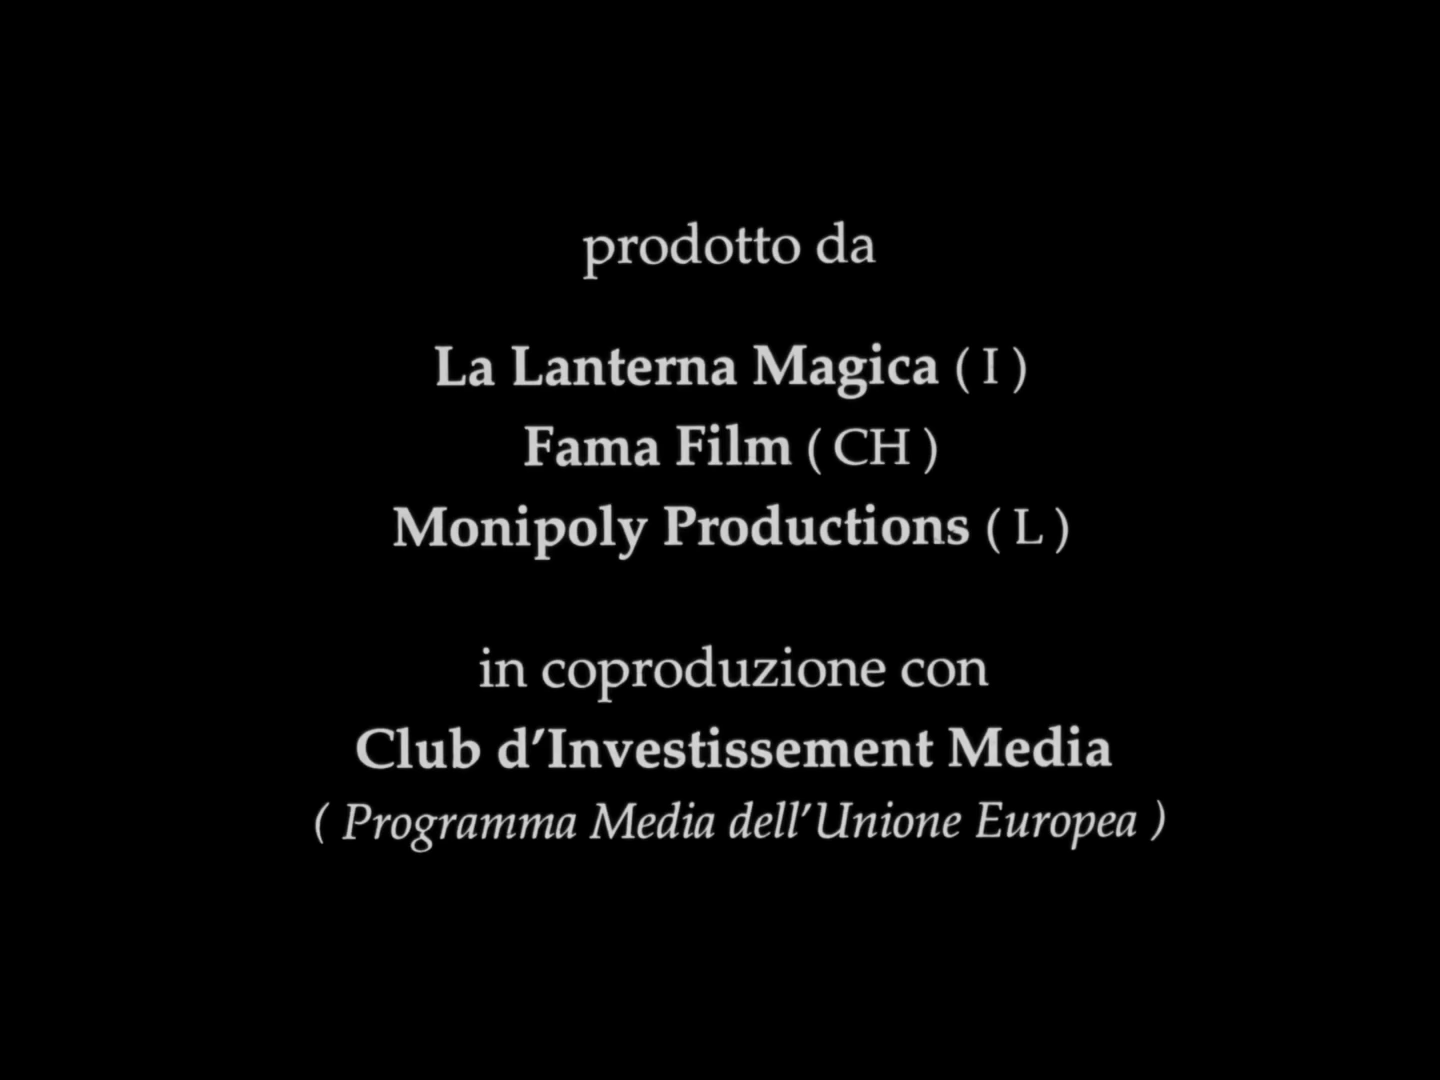 prodotto da
La Lanterna Magica ( I )
Fama Film ( CH )
Monipoly Productions ( L )
in coproduzione con
Club d'Investissement Media
( Programma Media dell'Unione Europea )